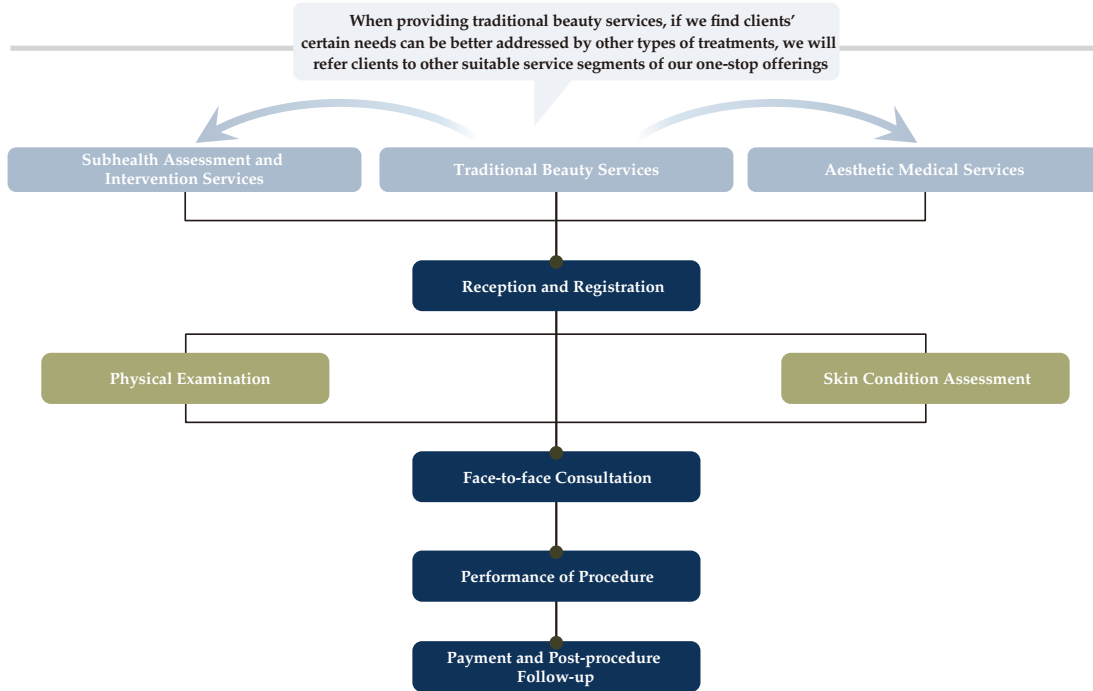 When providing traditional beauty services, if we find clients’
certain needs can be better addressed by other types of treatments, we will
refer clients to other suitable service segments of our one-stop offerings
Subhealth Assessment and
Intervention Services
Traditional Beauty Services
Aesthetic Medical Services
Reception and Registration
Physical Examination
Skin Condition Assessment
Face-to-face Consultation
Performance of Procedure
Payment and Post-procedure
Follow-up